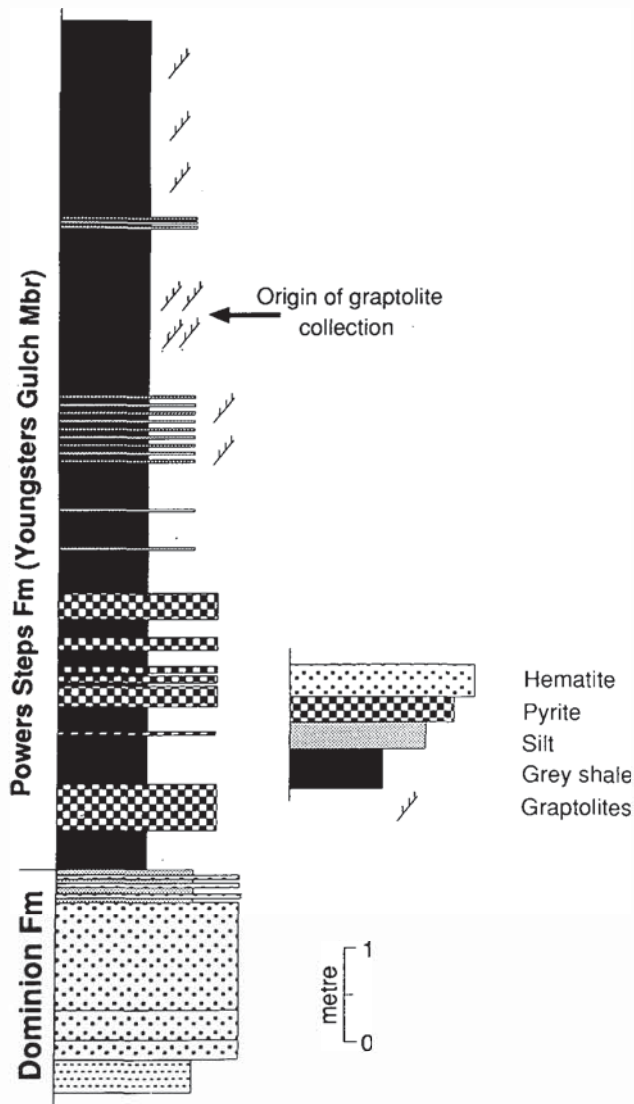 Powers Steps Fm (Youngsters Gulch Mbr)
Dominion Fm
Origin of graptolite
collection
Hematite
Pyrite
Silt
Grey shale
Graptolites
metre
1
0